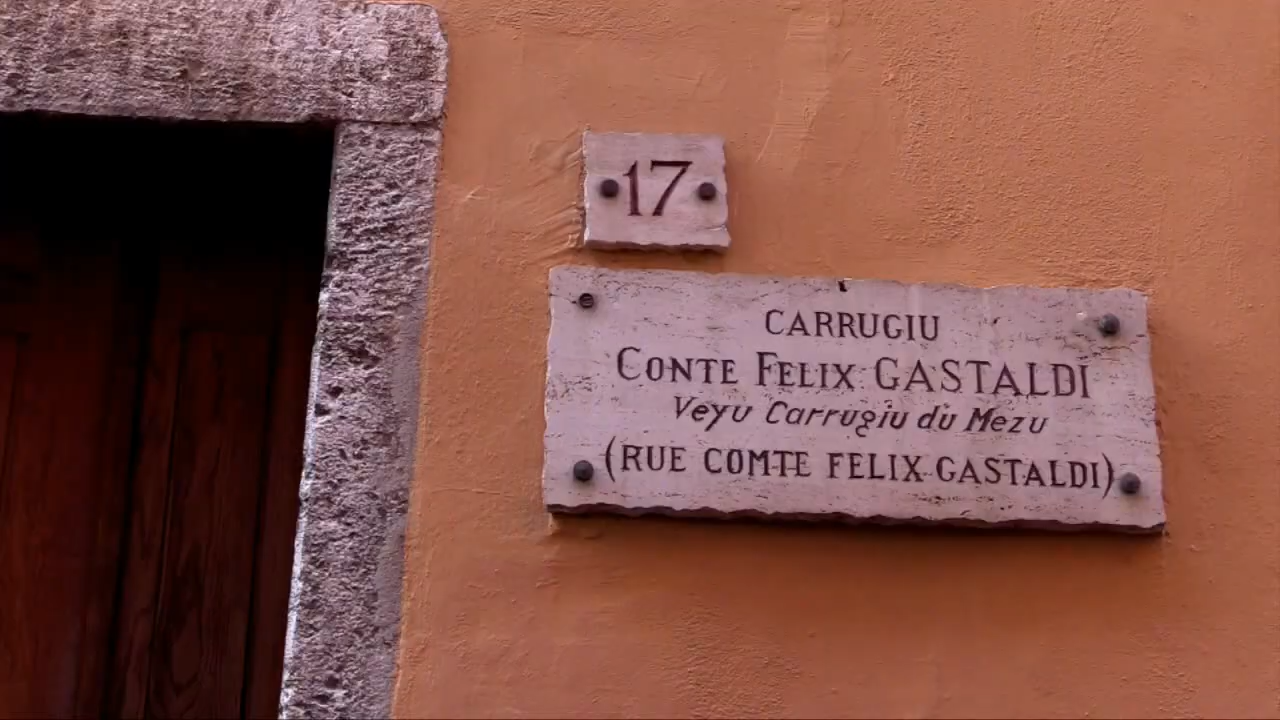 17
CARRUGIU
CONTE FELIX GASTALDI
Veyu Carrugiu du Mezu
(RUE COMTE FELIX GASTALDI)